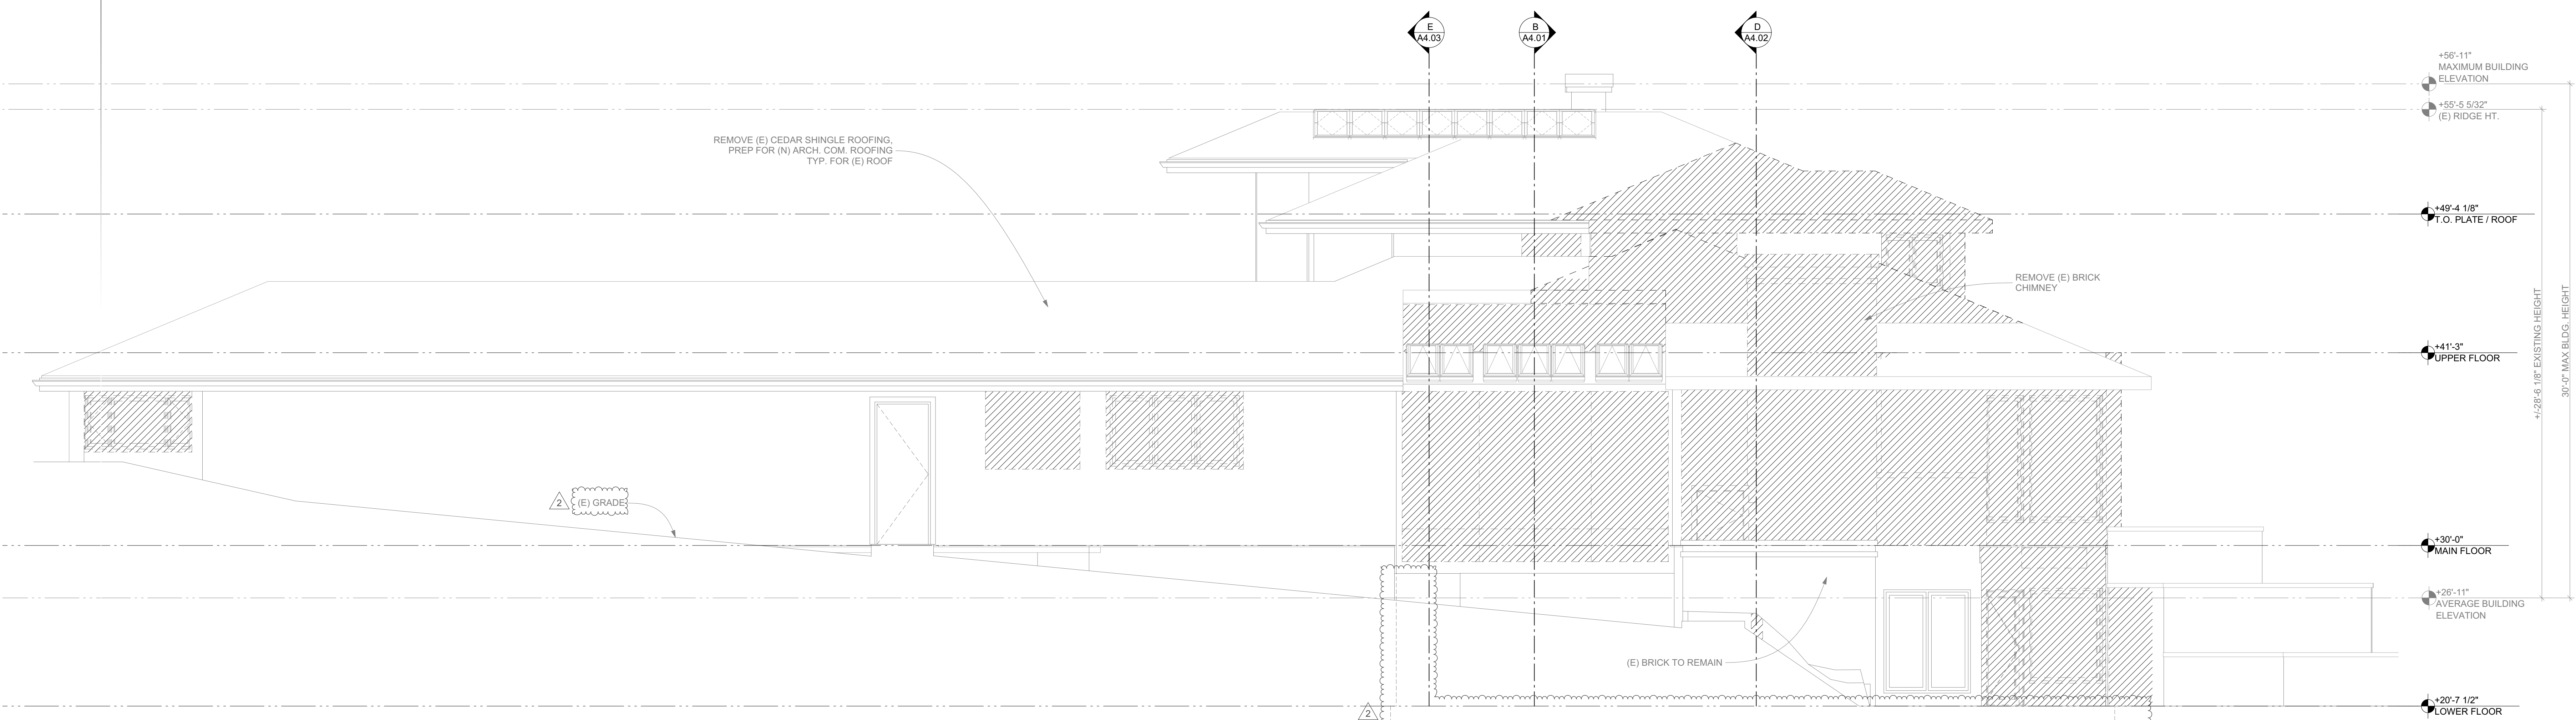 E
A4.03
B
A4.01
D
A4.02
+56'-11"
MAXIMUM BUILDING
ELEVATION
+55'-5 5/32"
(E) RIDGE HT.
REMOVE (E) CEDAR SHINGLE ROOFING,
PREP FOR (N) ARCH. COM. ROOFING
TYP. FOR (E) ROOF
+49'-4 1/8"
T.O. PLATE / ROOF
REMOVE (E) BRICK
CHIMNEY
+41'-3"
UPPER FLOOR
+/-28'-6 1/8" EXISTING HEIGHT
30'-0" MAX BLDG. HEIGHT
2
(E) GRADE
+30'-0"
MAIN FLOOR
+26'-11"
AVERAGE BUILDING
ELEVATION
(E) BRICK TO REMAIN
2
+20'-7 1/2"
LOWER FLOOR